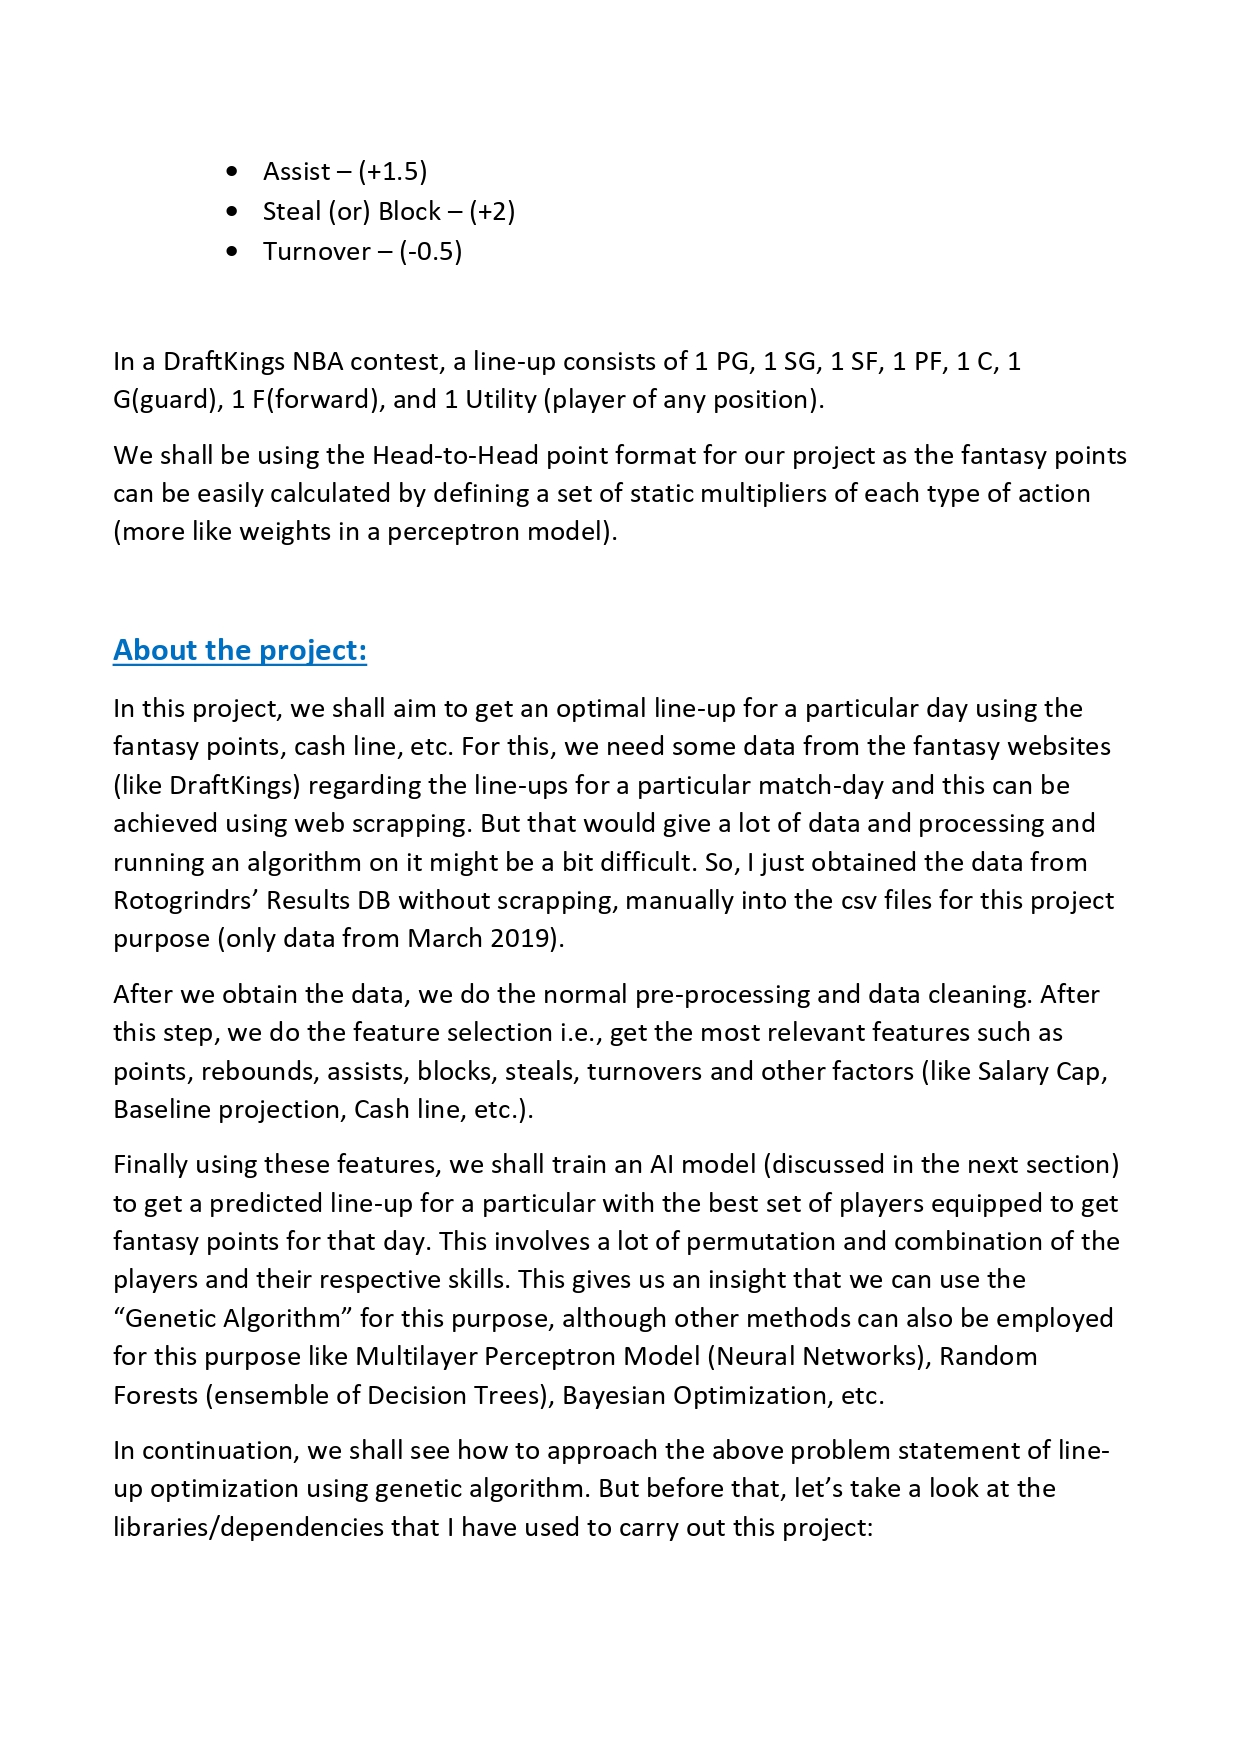 • Assist – (+1.5)
• Steal (or) Block – (+2)
• Turnover – (-0.5)
In a DraftKings NBA contest, a line-up consists of 1 PG, 1 SG, 1 SF, 1 PF, 1 C, 1
G(guard), 1 F(forward), and 1 Utility (player of any position).
We shall be using the Head-to-Head point format for our project as the fantasy points
can be easily calculated by defining a set of static multipliers of each type of action
(more like weights in a perceptron model).
About the project:
In this project, we shall aim to get an optimal line-up for a particular day using the
fantasy points, cash line, etc. For this, we need some data from the fantasy websites
(like DraftKings) regarding the line-ups for a particular match-day and this can be
achieved using web scrapping. But that would give a lot of data and processing and
running an algorithm on it might be a bit difficult. So, I just obtained the data from
Rotogrindrs’ Results DB without scrapping, manually into the csv files for this project
purpose (only data from March 2019).
After we obtain the data, we do the normal pre-processing and data cleaning. After
this step, we do the feature selection i.e., get the most relevant features such as
points, rebounds, assists, blocks, steals, turnovers and other factors (like Salary Cap,
Baseline projection, Cash line, etc.).
Finally using these features, we shall train an AI model (discussed in the next section)
to get a predicted line-up for a particular with the best set of players equipped to get
fantasy points for that day. This involves a lot of permutation and combination of the
players and their respective skills. This gives us an insight that we can use the
“Genetic Algorithm” for this purpose, although other methods can also be employed
for this purpose like Multilayer Perceptron Model (Neural Networks), Random
Forests (ensemble of Decision Trees), Bayesian Optimization, etc.
In continuation, we shall see how to approach the above problem statement of line-
up optimization using genetic algorithm. But before that, let’s take a look at the
libraries/dependencies that I have used to carry out this project: